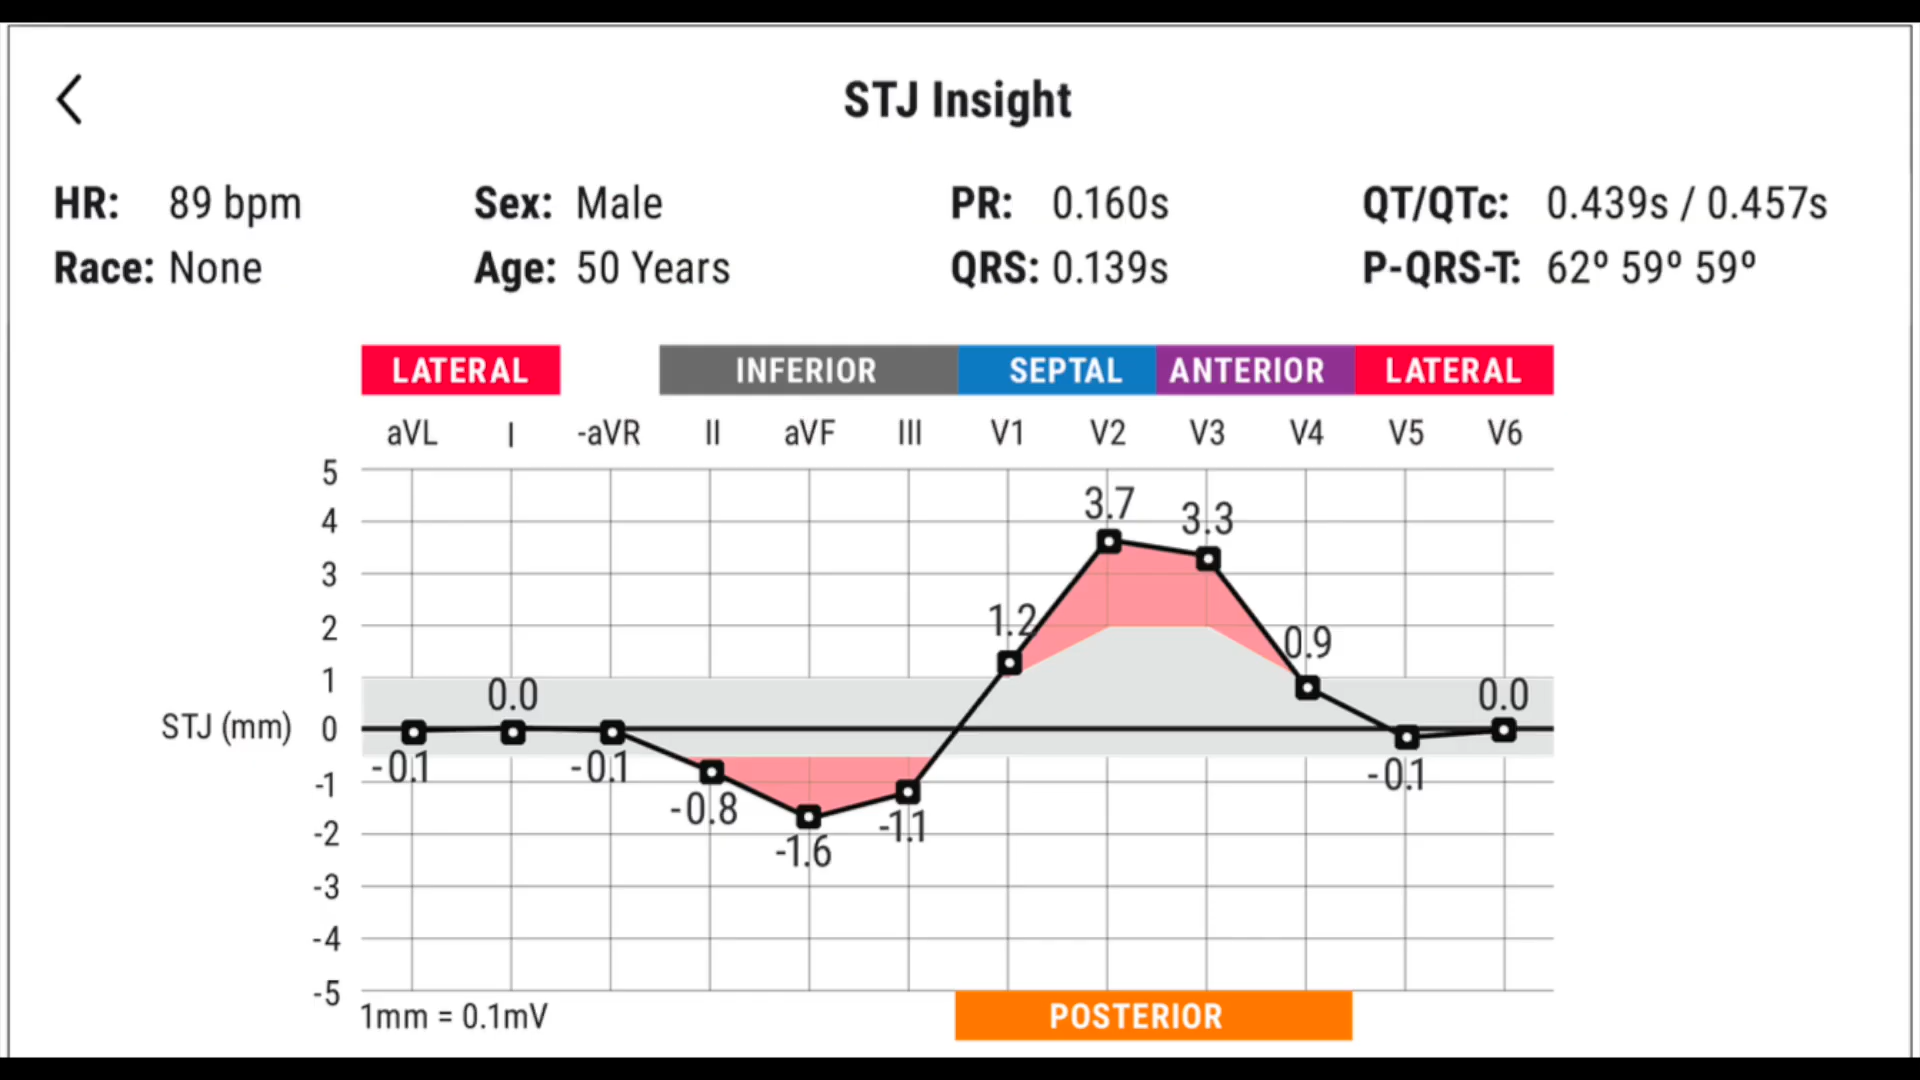 STJ Insight
HR: 89 bpm Sex: Male PR: 0.160s QT/QTc: 0.439s / 0.457s
Race: None Age: 50 Years QRS: 0.139s P-QRS-T: 62º 59º 59º
LATERAL INFERIOR SEPTAL ANTERIOR LATERAL
aVL I -aVR II aVF III V1 V2 V3 V4 V5 V6
5
4
3
2
1
STJ (mm) 0
-1
-2
-3
-4
-5
-0.1 0.0 -0.1 -0.8 -1.6 -1.1 1.2 3.7 3.3 0.9 -0.1 0.0
1mm = 0.1mV
POSTERIOR